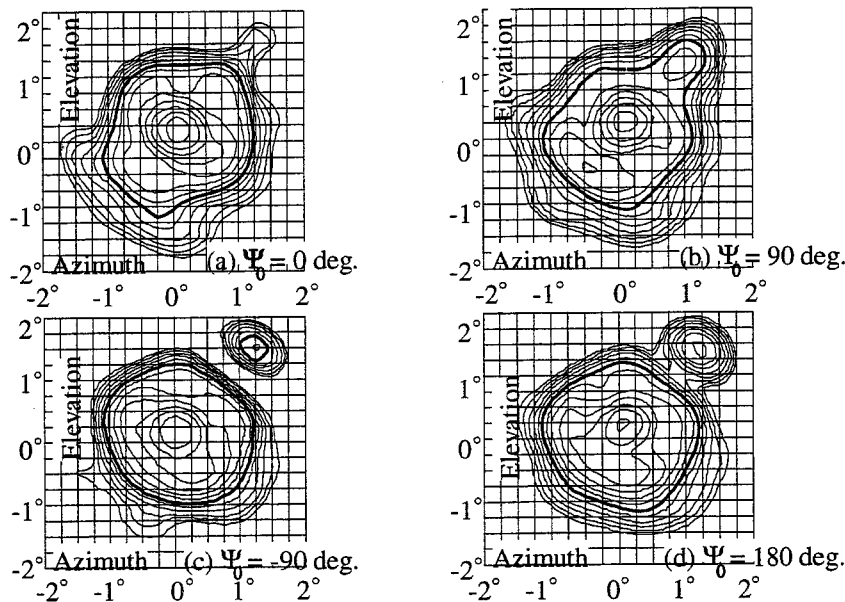 2°
1°
0°
-1°
-2°
Elevation
Azimuth
(a) Ψ0 = 0 deg.
-2° -1° 0° 1° 2°
2°
1°
0°
-1°
-2°
Elevation
Azimuth
(b) Ψ0 = 90 deg.
-2° -1° 0° 1° 2°
2°
1°
0°
-1°
-2°
Elevation
Azimuth
(c) Ψ0 = -90 deg.
-2° -1° 0° 1° 2°
2°
1°
0°
-1°
-2°
Elevation
Azimuth
(d) Ψ0 = 180 deg.
-2° -1° 0° 1° 2°